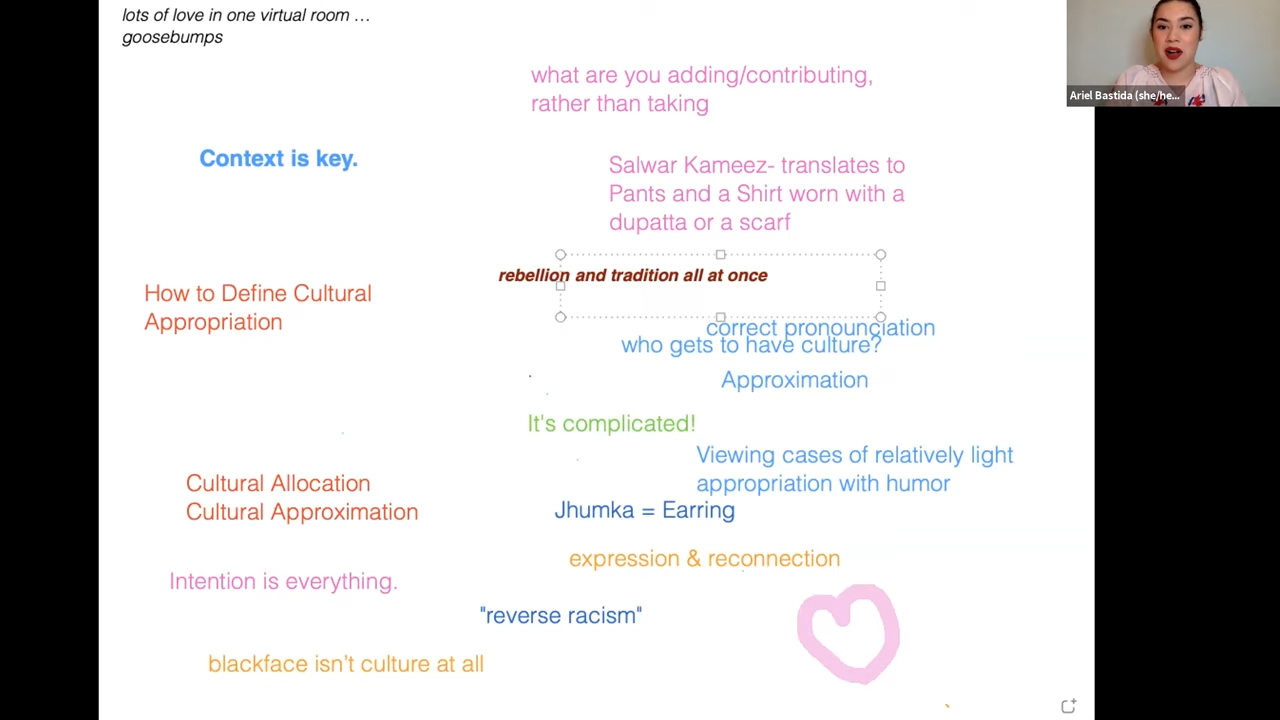 lots of love in one virtual room …
goosebumps
what are you adding/contributing,
rather than taking
Ariel Bastida (she/he...
Context is key.
Salwar Kameez- translates to
Pants and a Shirt worn with a
dupatta or a scarf
rebellion and tradition all at once
How to Define Cultural
Appropriation
correct pronounciation
who gets to have culture?
Approximation
It's complicated!
Viewing cases of relatively light
appropriation with humor
Cultural Allocation
Cultural Approximation
Jhumka = Earring
expression & reconnection
Intention is everything.
"reverse racism"
blackface isn’t culture at all